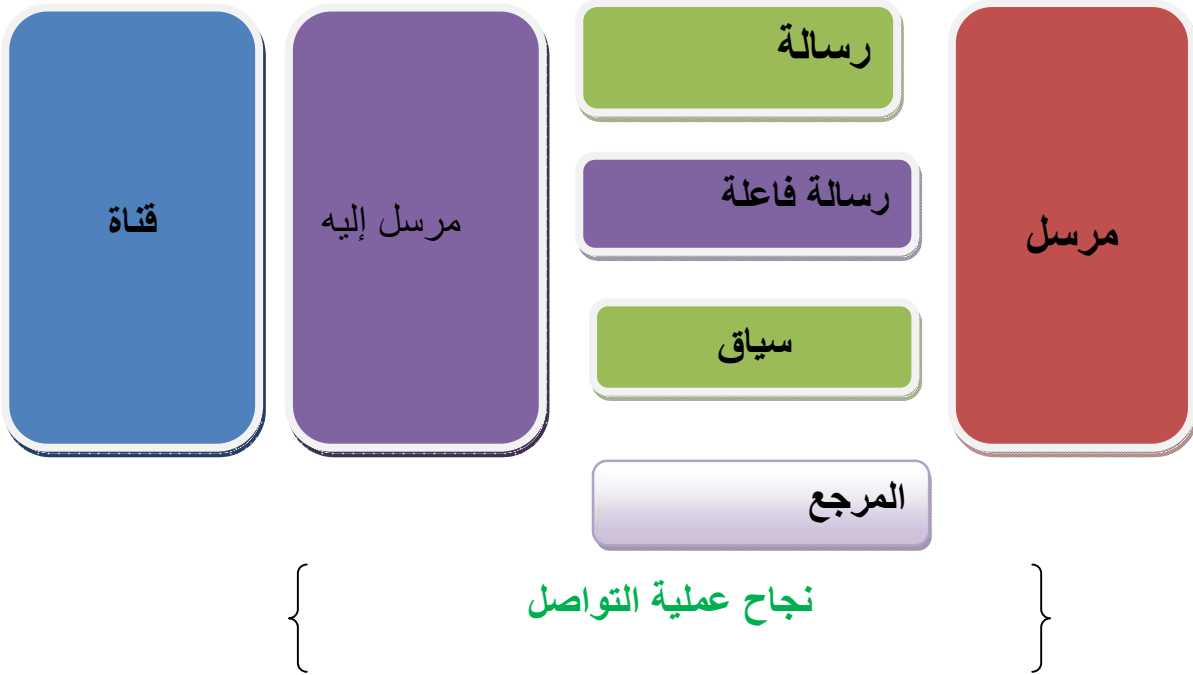 مرسل
رسالة
رسالة فاعلة
سياق
المرجع
مرسل إليه
قناة
نجاح عملية التواصل